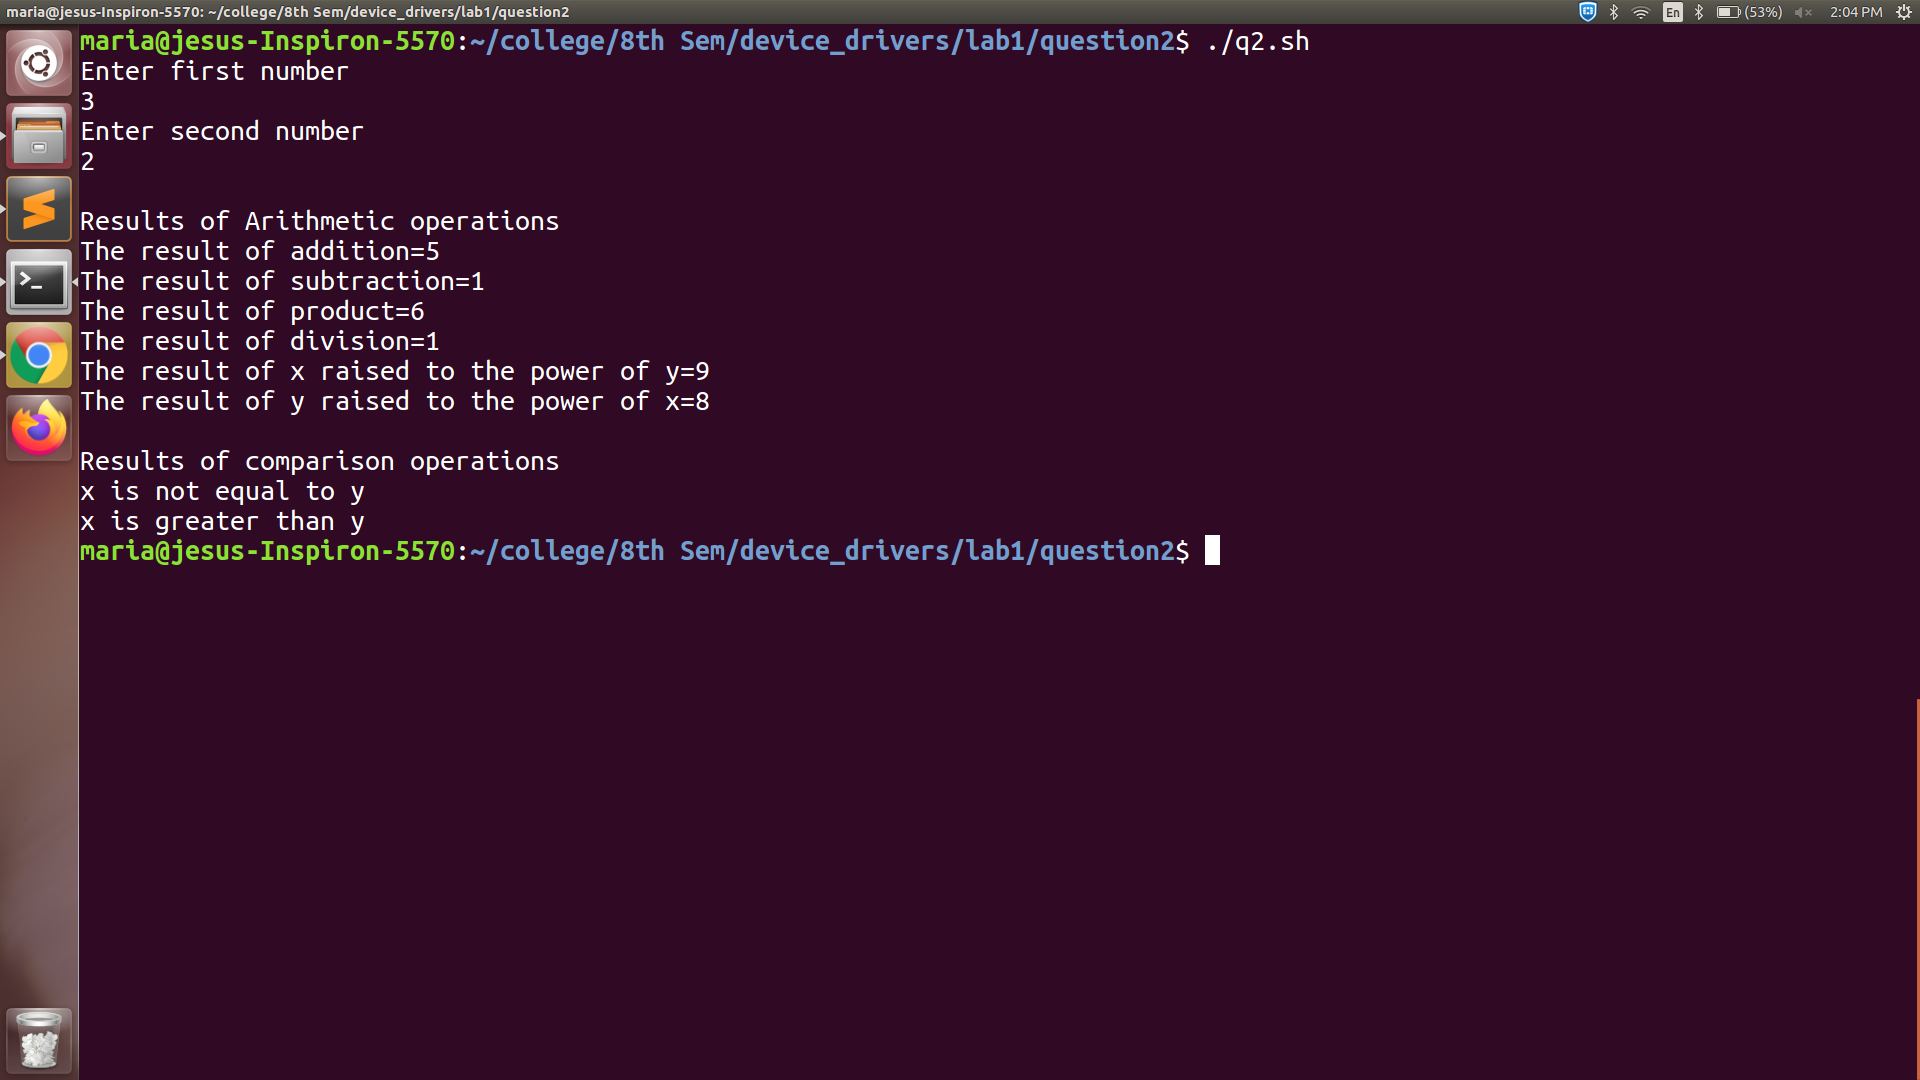 maria@jesus-Inspiron-5570: ~/college/8th Sem/device_drivers/lab1/question2
En
(53%)
2:04 PM
maria@jesus-Inspiron-5570:~/college/8th Sem/device_drivers/lab1/question2$ ./q2.sh
Enter first number
3
Enter second number
2
Results of Arithmetic operations
The result of addition=5
The result of subtraction=1
The result of product=6
The result of division=1
The result of x raised to the power of y=9
The result of y raised to the power of x=8
Results of comparison operations
x is not equal to y
x is greater than y
maria@jesus-Inspiron-5570:~/college/8th Sem/device_drivers/lab1/question2$